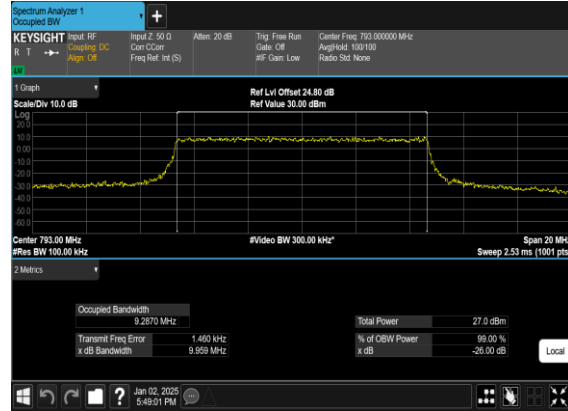 Spectrum Analyzer 1
Occupied BW
+
KEYSIGHT Input: RF Input Z: 50 Ω Atten: 20 dB Trig: Free Run Center Freq: 793.000000 MHz
R T Coupling: DC Corr CCorr Gate: Off Avg|Hold: 100/100
Align: Off Freq Ref: Int (S) #IF Gain: Low Radio Std: None
LXI
1 Graph
Ref Lvl Offset 24.80 dB
Scale/Div 10.0 dB Ref Value 30.00 dBm
Log
20.0
10.0
0.00
-10.0
-20.0
-30.0
-40.0
-50.0
-60.0
Center 793.00 MHz #Video BW 300.00 kHz* Span 20 MHz
#Res BW 100.00 kHz Sweep 2.53 ms (1001 pts
2 Metrics
Occupied Bandwidth
9.2870 MHz Total Power 27.0 dBm
Transmit Freq Error 1.460 kHz % of OBW Power 99.00 %
x dB Bandwidth 9.959 MHz x dB -26.00 dB
Local
? Jan 02, 2025
5:49:01 PM